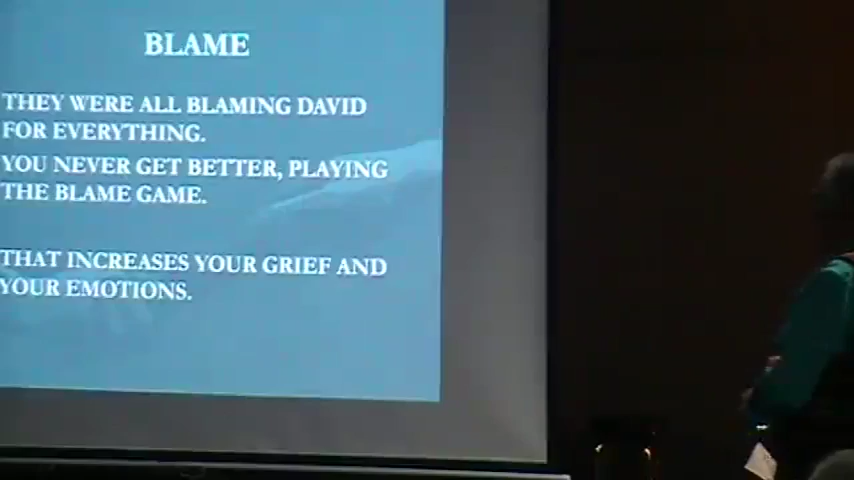 BLAME
THEY WERE ALL BLAMING DAVID
FOR EVERYTHING.
YOU NEVER GET BETTER, PLAYING
THE BLAME GAME.
THAT INCREASES YOUR GRIEF AND
YOUR EMOTIONS.